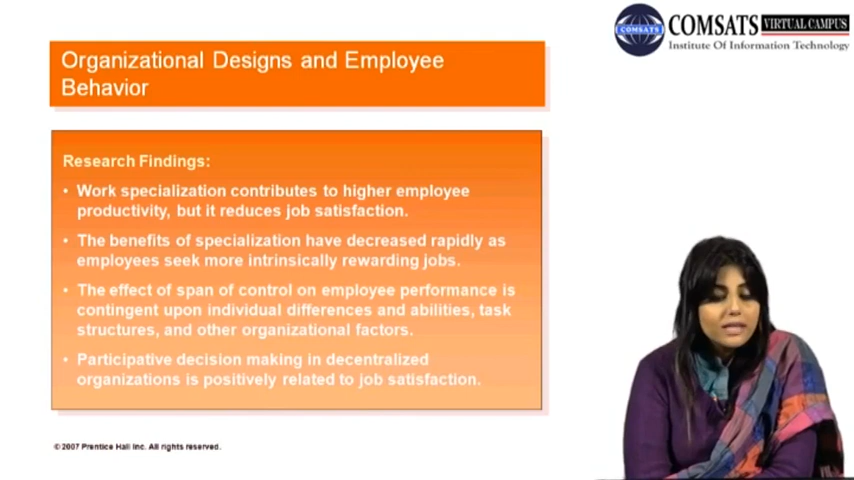 COMSATS VIRTUAL CAMPUS
Institute Of Information Technology
COMSATS
Organizational Designs and Employee
Behavior
Research Findings:
• Work specialization contributes to higher employee
productivity, but it reduces job satisfaction.
• The benefits of specialization have decreased rapidly as
employees seek more intrinsically rewarding jobs.
• The effect of span of control on employee performance is
contingent upon individual differences and abilities, task
structures, and other organizational factors.
• Participative decision making in decentralized
organizations is positively related to job satisfaction.
© 2007 Prentice Hall Inc. All rights reserved.